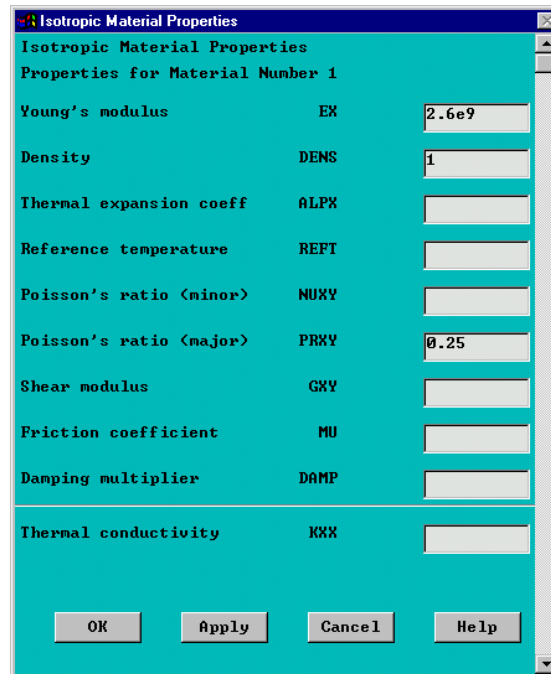 Isotropic Material Properties
Isotropic Material Properties
Properties for Material Number 1
Young's modulus EX 2.6e9
Density DENS 1
Thermal expansion coeff ALPX
Reference temperature REFT
Poisson's ratio (minor) NUXY
Poisson's ratio (major) PRXY 0.25
Shear modulus GXY
Friction coefficient MU
Damping multiplier DAMP
Thermal conductivity KXX
OK Apply Cancel Help